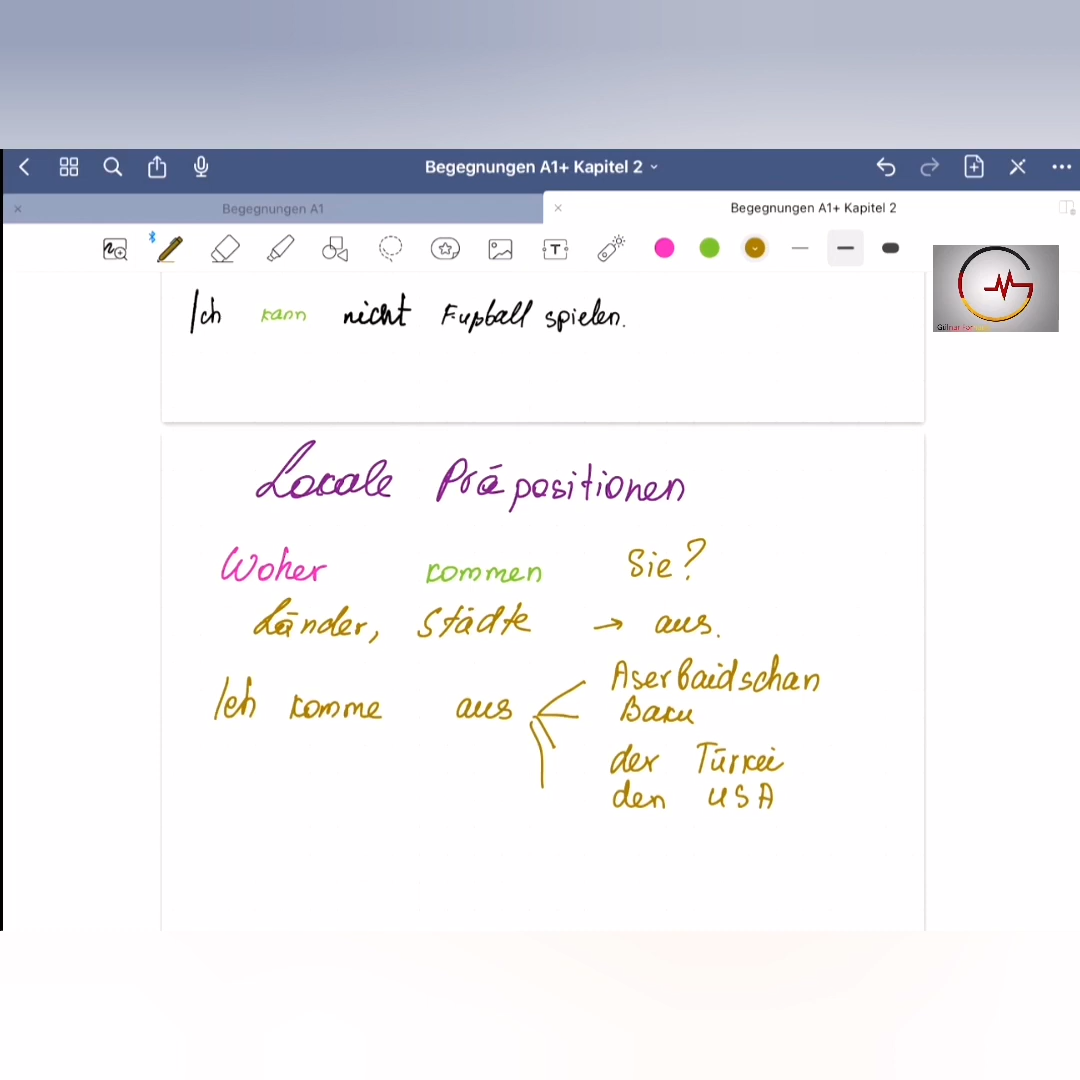 Begegnungen A1+ Kapitel 2
Begegnungen A1
Begegnungen A1+ Kapitel 2
T
Ich kann nicht Fußball spielen.
Locale Präpositionen
Woher kommen Sie?
Länder, Städte → aus.
Ich komme aus
Aserbaidschan
Baku
der Türkei
den USA